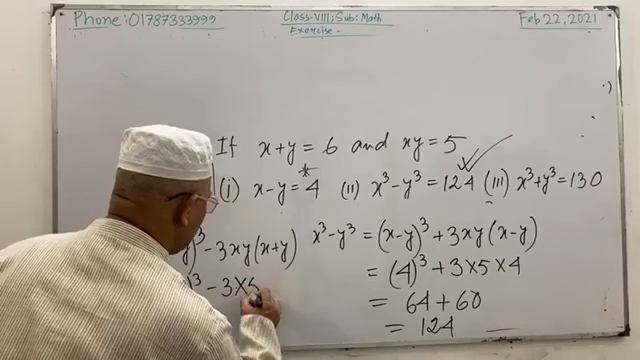 Phone:01787333999
Class-VIII; Sub: Math
Exercise-
Feb 22, 2021
If x+y=6 and xy=5
(i) x-y=4 (ii) x³-y³=124 (iii) x³+y³=130
y)³-3xy(x+y)
)³-3×5
x³-y³=(x-y)³+3xy(x-y)
=(4)³+3×5×4
= 64+60
= 124